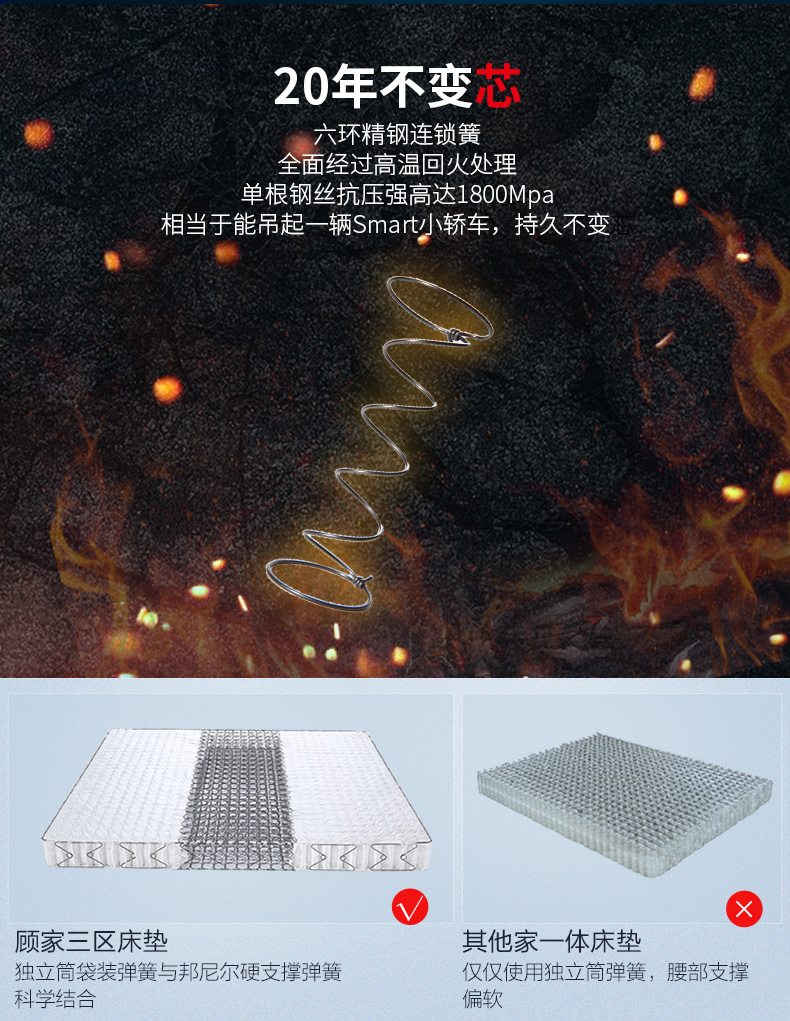 20年不变芯
六环精钢连锁簧
全面经过高温回火处理
单根钢丝抗压强高达1800Mpa
相当于能吊起一辆Smart小轿车，持久不变芯
顾家三区床垫
独立筒袋装弹簧与邦尼尔硬支撑弹簧
科学结合
其他家一体床垫
仅仅使用独立筒弹簧，腰部支撑
偏软